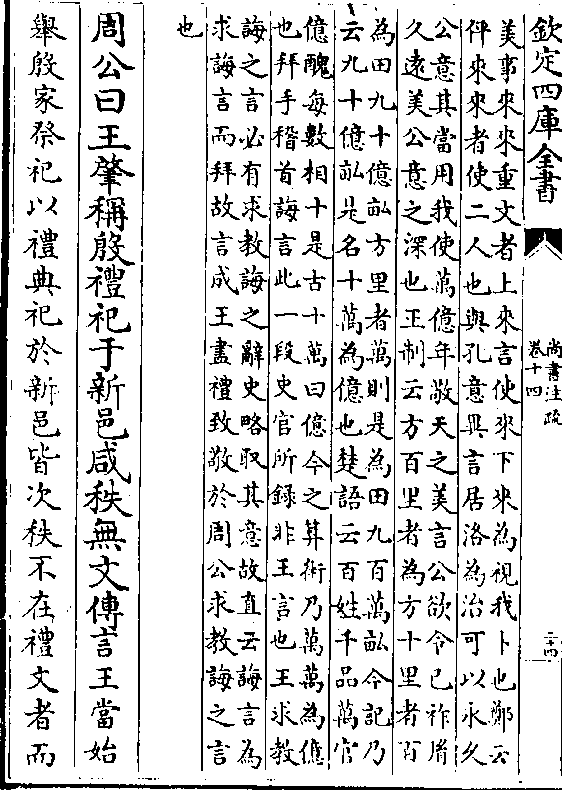 欽定四庫全書
尚書注疏
卷十四
二十四
美事來來重文者上來言使來下來為視我卜也鄭云
伻來來者使二人也與孔意異言居洛為治可以永久
公意其當用我使萬億年敬天之美言公欲令已祚胤
久遠美公意之深也王制云方百里者為方十里者百
為田九十億畝方里者萬則是為田九百萬畝今記乃
云九十億畝是名十萬為億也楚語云百姓千品萬官
億醜每數相十是古十萬曰億今之算術乃萬萬為億
也拜手稽首誨言此一段史官所録非王言也王求教
誨之言必有求教誨之辭史略取其意故直云誨言為
求誨言而拜故言成王盡禮致敬於周公求教誨之言
也
周公曰王肇稱殷禮祀于新邑咸秩無文傳言王當始
舉殷家祭祀以禮典祀於新邑皆次秩不在禮文者而